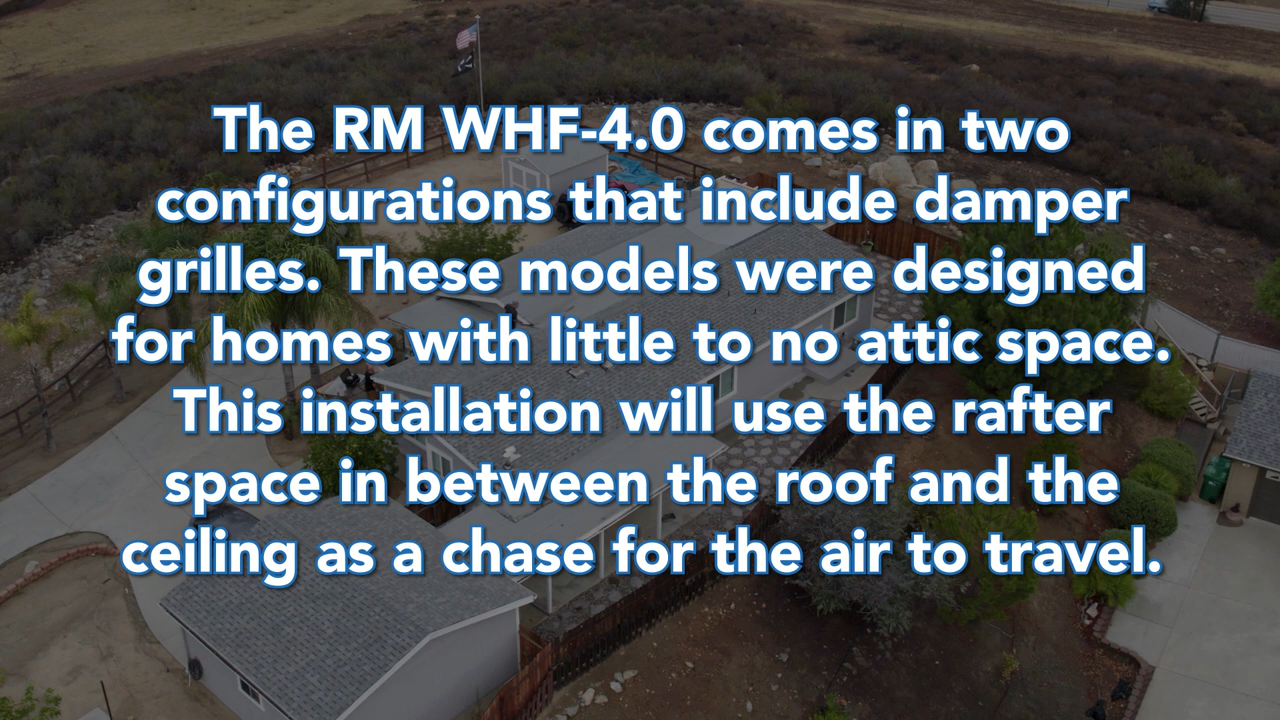 The RM WHF-4.0 comes in two
configurations that include damper
grilles. These models were designed
for homes with little to no attic space.
This installation will use the rafter
space in between the roof and the
ceiling as a chase for the air to travel.